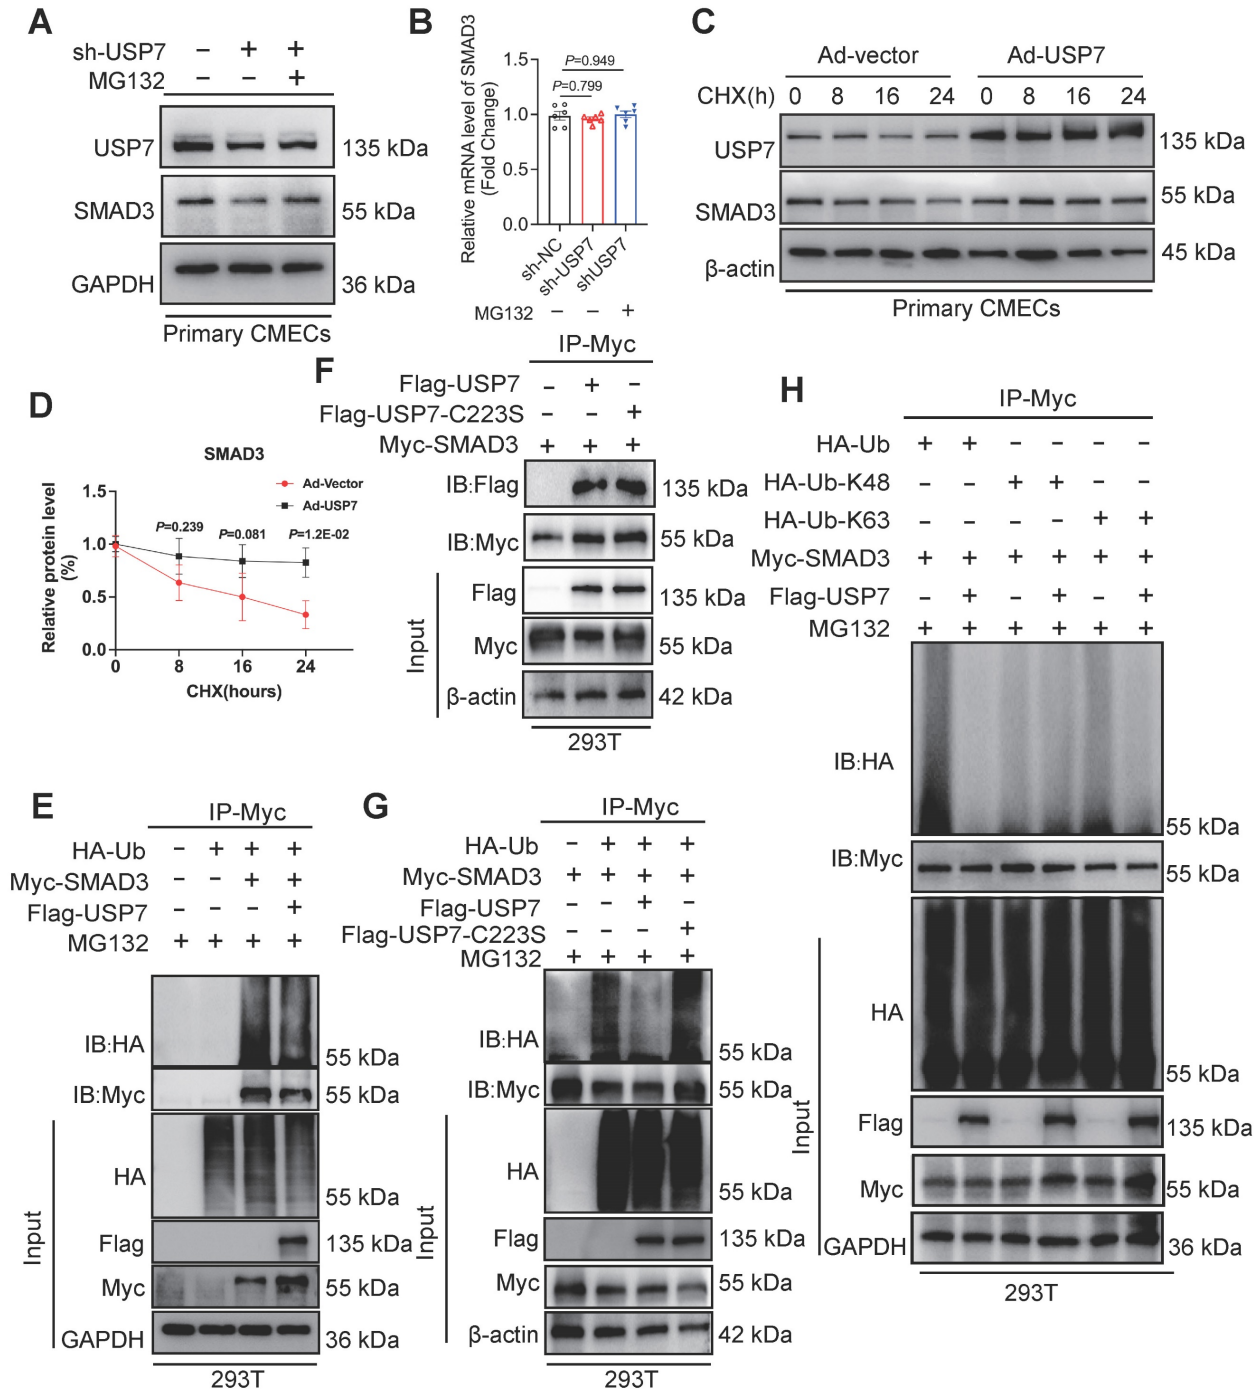 A
sh-USP7 – + +
MG132 – – +
USP7 135 kDa
SMAD3 55 kDa
GAPDH 36 kDa
Primary CMECs
B
Relative mRNA level of SMAD3
(Fold Change)
1.5
1.0
0.5
0.0
P=0.949
P=0.799
sh-NC
sh-USP7
shUSP7
MG132 – – +
C
Ad-vector Ad-USP7
CHX(h) 0 8 16 24 0 8 16 24
USP7 135 kDa
SMAD3 55 kDa
β-actin 45 kDa
Primary CMECs
D
SMAD3
Ad-Vector
Ad-USP7
Relative protein level
(%)
1.5
1.0
0.5
0.0
P=0.239 P=0.081 P=1.2E-02
0 8 16 24
CHX(hours)
F
IP-Myc
Flag-USP7 – + –
Flag-USP7-C223S – – +
Myc-SMAD3 + + +
IB:Flag 135 kDa
IB:Myc 55 kDa
Input
Flag 135 kDa
Myc 55 kDa
β-actin 42 kDa
293T
H
IP-Myc
HA-Ub + + – – – –
HA-Ub-K48 – – + + – –
HA-Ub-K63 – – – – + +
Myc-SMAD3 + + + + + +
Flag-USP7 – + – + – +
MG132 + + + + + +
IB:HA 55 kDa
IB:Myc 55 kDa
Input
HA 55 kDa
Flag 135 kDa
Myc 55 kDa
GAPDH 36 kDa
293T
E
IP-Myc
HA-Ub – + + +
Myc-SMAD3 – – + +
Flag-USP7 – – – +
MG132 + + + +
IB:HA 55 kDa
IB:Myc 55 kDa
Input
HA 55 kDa
Flag 135 kDa
Myc 55 kDa
GAPDH 36 kDa
293T
G
IP-Myc
HA-Ub – + + +
Myc-SMAD3 + + + +
Flag-USP7 – – + –
Flag-USP7-C223S – – – +
MG132 + + + +
IB:HA 55 kDa
IB:Myc 55 kDa
Input
HA 55 kDa
Flag 135 kDa
Myc 55 kDa
β-actin 42 kDa
293T